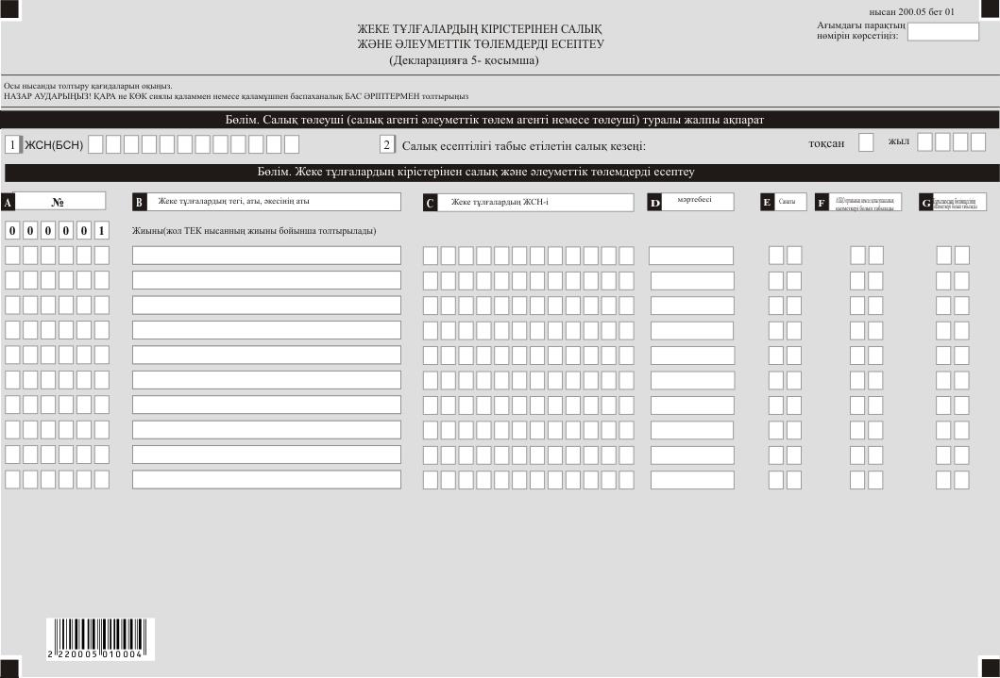 нысан 200.05 бет 01
ЖЕКЕ ТҰЛҒАЛАРДЫҢ КІРІСТЕРІНЕН САЛЫҚ
ЖӘНЕ ӘЛЕУМЕТТІК ТӨЛЕМДЕРДІ ЕСЕПТЕУ
(Декларацияға 5- қосымша)
Ағымдағы парақтың
нөмірін көрсетіңіз:
Осы нысанды толтыру қағидаларын оқыңыз.
НАЗАР АУДАРЫҢЫЗ! ҚАРА не КӨК сиялы қаламмен немесе қаламұшпен баспаханалық БАС ӘРІПТЕРМЕН толтырыңыз
Бөлім. Салық төлеуші (салық агенті әлеуметтік төлем агенті немесе төлеуші) туралы жалпы ақпарат
1 ЖСН(БСН) 2 Салық есептілігі табыс етілетін салық кезеңі: тоқсан жыл
Бөлім. Жеке тұлғалардың кірістерінен салық және әлеуметтік төлемдерді есептеу
A № B Жеке тұлғалардың тегі, аты, әкесінің аты C Жеке тұлғалардың ЖСН-і D мәртебесі E Санаты F G
0 0 0 0 0 1 Жиыны(жол ТЕК нысанның жиыны бойынша толтырылады)
2 220005 010004